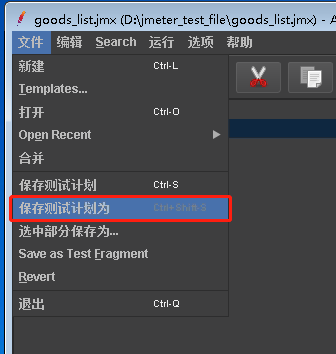 goods_list.jmx (D:\jmeter_test_file\goods_list.jmx) - A
文件 编辑 Search 运行 选项 帮助
新建 Ctrl-L
Templates...
打开 Ctrl-O
Open Recent
合并
保存测试计划 Ctrl-S
保存测试计划为 Ctrl+Shift-S
选中部分保存为...
Save as Test Fragment
Revert
退出 Ctrl-Q